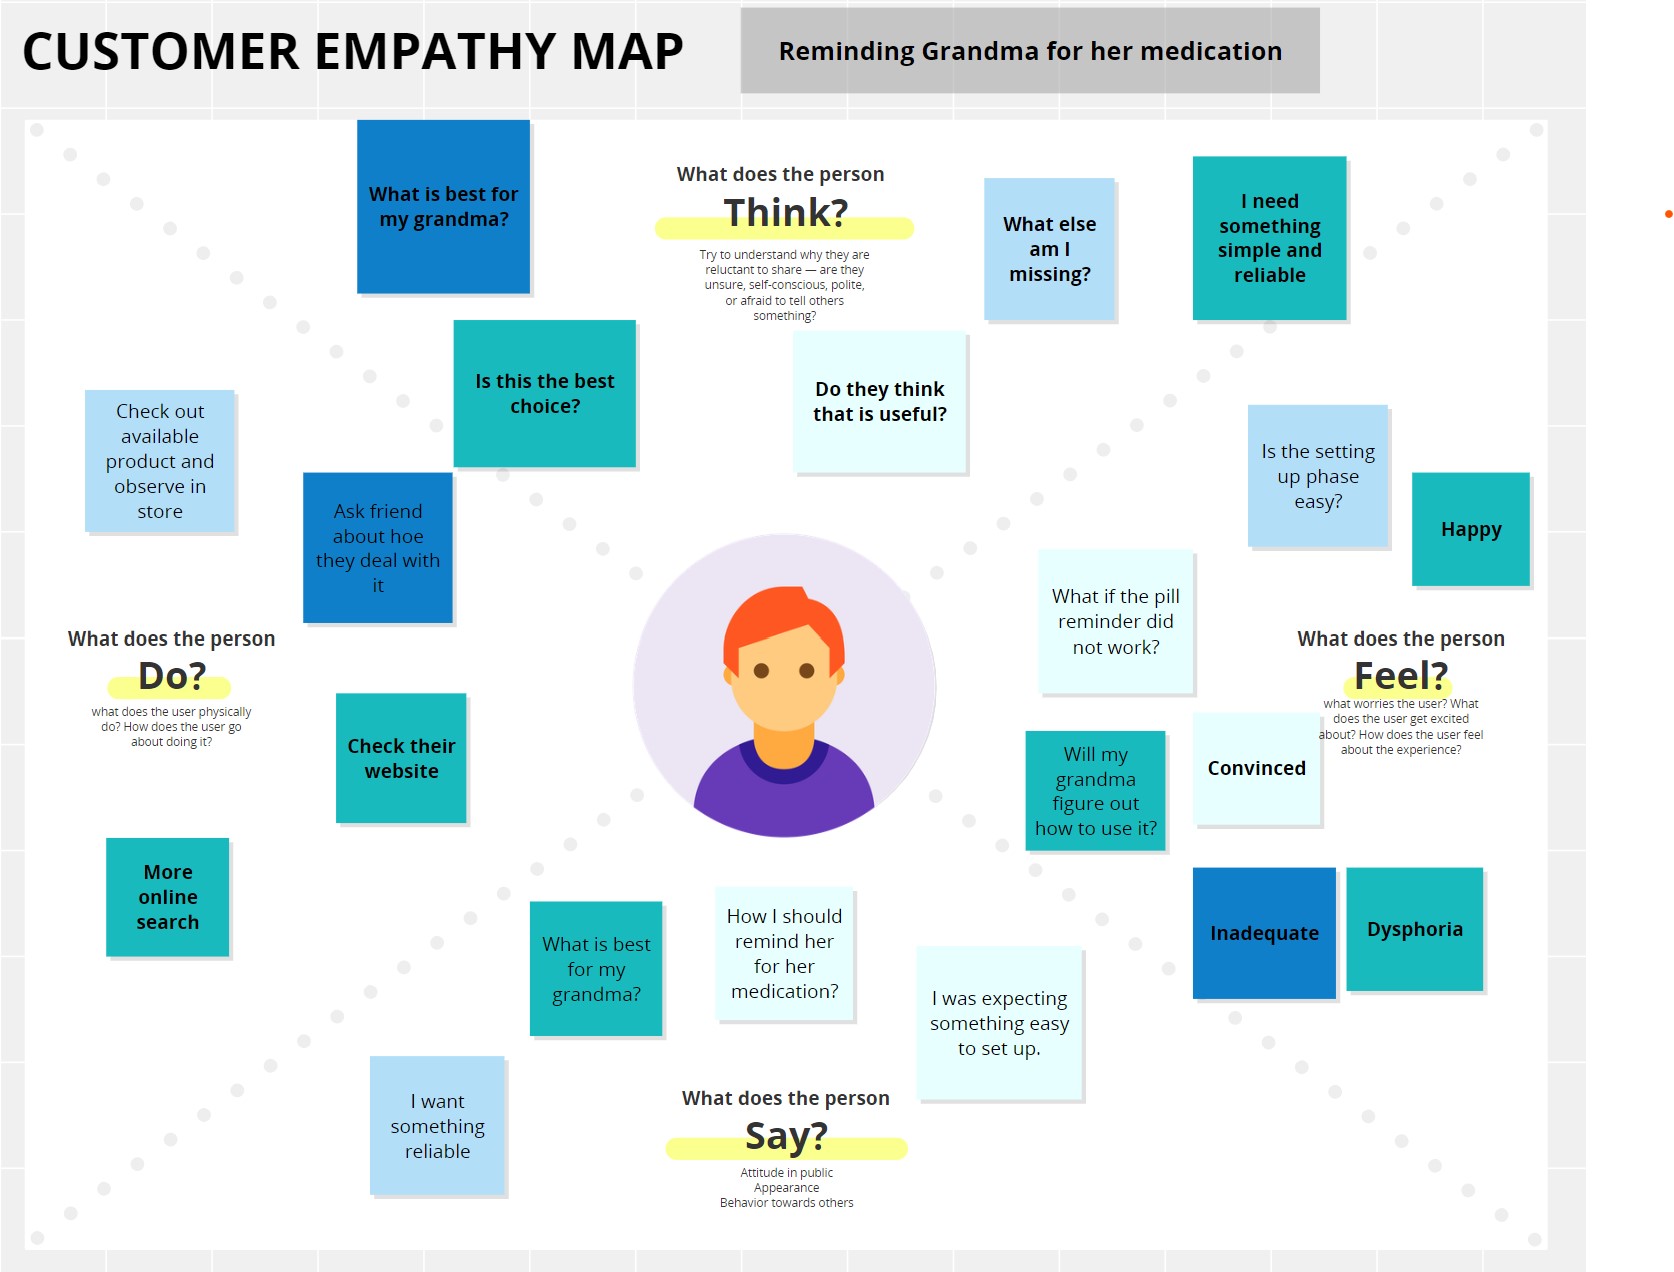 CUSTOMER EMPATHY MAP
Reminding Grandma for her medication
What is best for
my grandma?
What does the person
Think?
Try to understand why they are
reluctant to share — are they
unsure, self-conscious, polite,
or afraid to tell others
something?
What else
am I
missing?
I need
something
simple and
reliable
Is this the best
choice?
Do they think
that is useful?
Check out
available
product and
observe in
store
Ask friend
about hoe
they deal with
it
What does the person
Do?
what does the user physically
do? How does the user go
about doing it?
Check their
website
More
online
search
Is the setting
up phase
easy?
Happy
What if the pill
reminder did
not work?
What does the person
Feel?
what worries the user? What
does the user get excited
about? How does the user feel
about the experience?
Will my
grandma
figure out
how to use it?
Convinced
Inadequate
Dysphoria
What is best
for my
grandma?
How I should
remind her
for her
medication?
I was expecting
something easy
to set up.
I want
something
reliable
What does the person
Say?
Attitude in public
Appearance
Behavior towards others